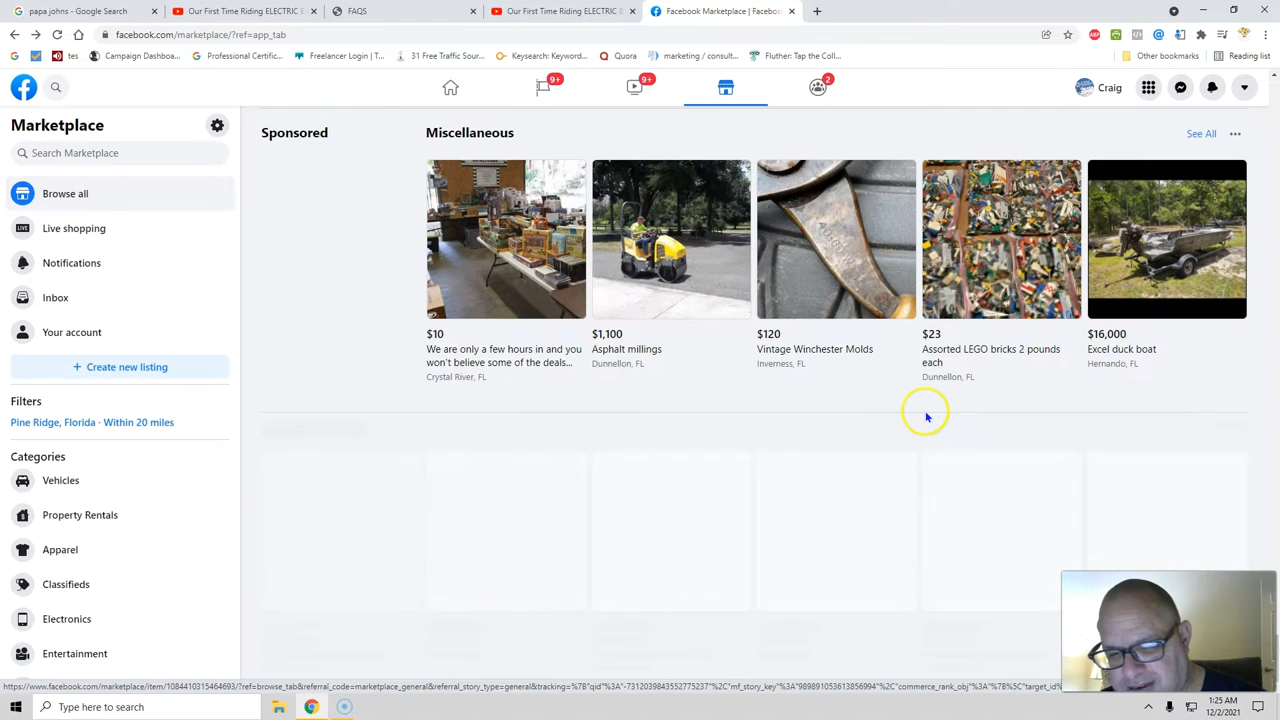 papa johns - Google Search
Our First Time Riding ELECTRIC B
FAQS
Our First Time Riding ELECTRIC B
Facebook Marketplace | Faceboo
facebook.com/marketplace/?ref=app_tab
tes
Campaign Dashboa...
Professional Certific...
Freelancer Login | T...
31 Free Traffic Sour...
Keysearch: Keyword...
Quora
marketing / consult...
Fluther: Tap the Col...
Other bookmarks
Reading list
9+
9+
2
Craig
Marketplace
Search Marketplace
Browse all
LIVE
Live shopping
Notifications
Inbox
Your account
+ Create new listing
Filters
Pine Ridge, Florida · Within 20 miles
Categories
Vehicles
Property Rentals
Apparel
Classifieds
Electronics
Entertainment
Sponsored
Miscellaneous
See All
$10
We are only a few hours in and you
won't believe some of the deals...
Crystal River, FL
$1,100
Asphalt millings
Dunnellon, FL
$120
Vintage Winchester Molds
Inverness, FL
$23
Assorted LEGO bricks 2 pounds
each
Dunnellon, FL
$16,000
Excel duck boat
Hernando, FL
Type here to search
1:25 AM
12/2/2021